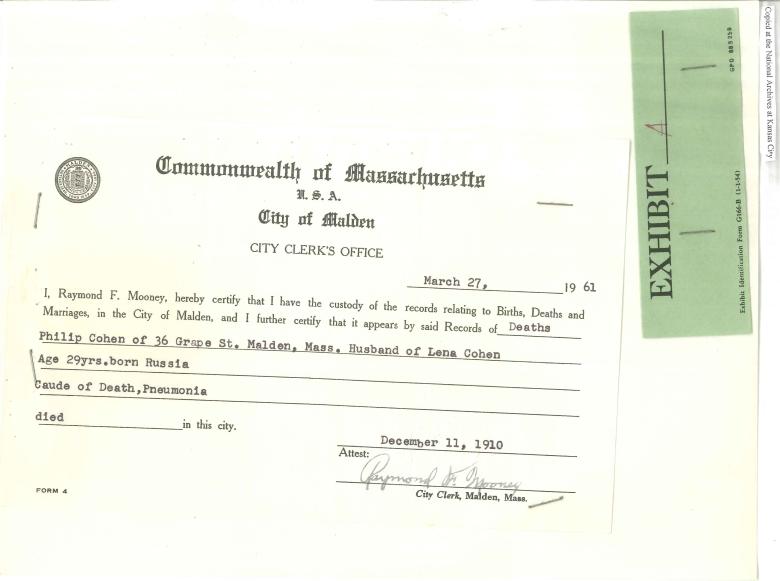 Commonwealth of Massachusetts
U. S. A.
City of Malden
CITY CLERK'S OFFICE
March 27, 19 61
I, Raymond F. Mooney, hereby certify that I have the custody of the records relating to Births, Deaths and
Marriages, in the City of Malden, and I further certify that it appears by said Records of Deaths
Philip Cohen of 36 Grape St. Malden, Mass. Husband of Lena Cohen
Age 29yrs.born Russia
Caude of Death,Pneumonia
died in this city.
December 11, 1910
Attest:
Raymond F. Mooney
City Clerk, Malden, Mass.
FORM 4
EXHIBIT A
Exhibit Identification Form G166-B (1-1-54)
GPO 885258
Copied at the National Archives at Kansas City